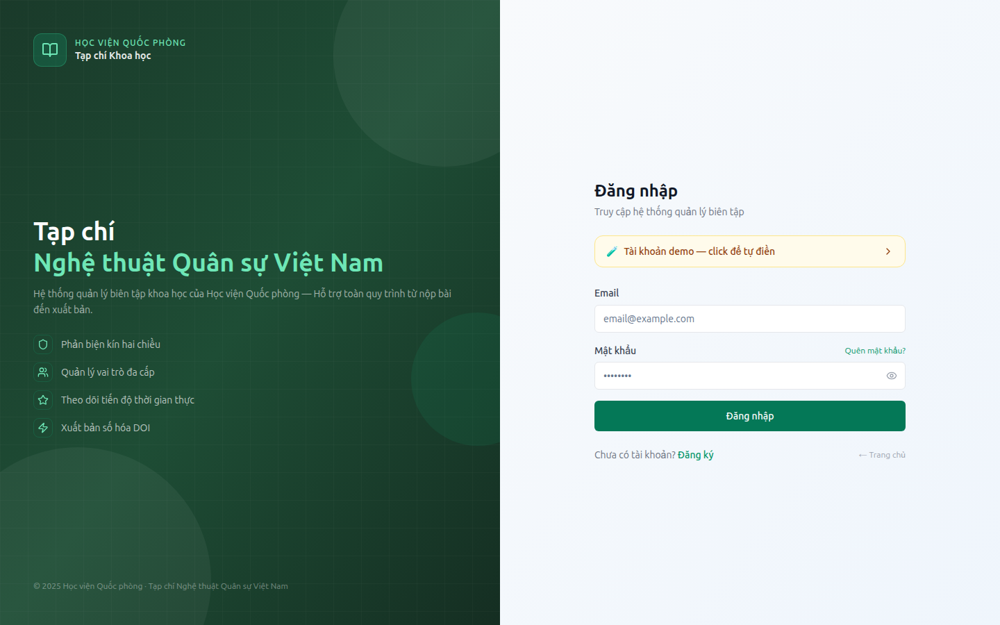 HỌC VIỆN QUỐC PHÒNG
Tạp chí Khoa học
Tạp chí
Nghệ thuật Quân sự Việt Nam
Hệ thống quản lý biên tập khoa học của Học viện Quốc phòng — Hỗ trợ toàn quy trình từ nộp bài
đến xuất bản.
Phản biện kín hai chiều
Quản lý vai trò đa cấp
Theo dõi tiến độ thời gian thực
Xuất bản số hóa DOI
© 2025 Học viện Quốc phòng · Tạp chí Nghệ thuật Quân sự Việt Nam
Đăng nhập
Truy cập hệ thống quản lý biên tập
Tài khoản demo — click để tự điền
Email
email@example.com
Mật khẩu
Quên mật khẩu?
••••••••
Đăng nhập
Chưa có tài khoản? Đăng ký
← Trang chủ